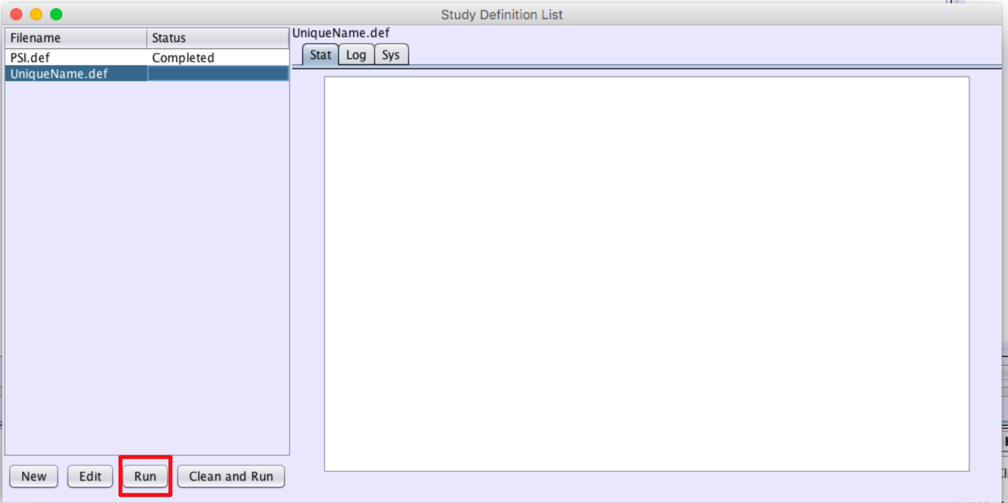 Study Definition List
Filename Status
PSI.def Completed
UniqueName.def
UniqueName.def
Stat Log Sys
New Edit Run Clean and Run